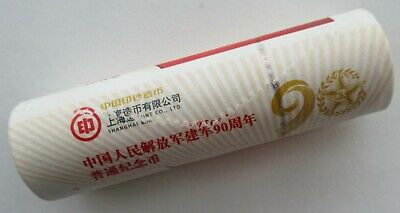 中国印钞造币
印
上海造币有限公司
SHANGHAI MINT CO., LTD
中国人民解放军建军90周年
普通纪念币